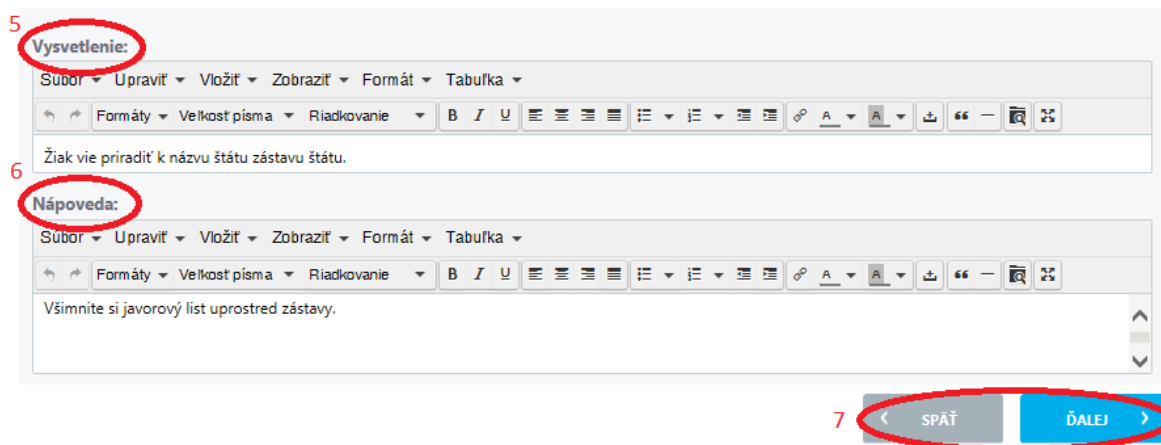 5
Vysvetlenie:
Súbor Upraviť Vložiť Zobraziť Formát Tabuľka
Formáty Veľkosť písma Riadkovanie B I U A A
Žiak vie priradiť k názvu štátu zástavu štátu.
6
Nápoveda:
Súbor Upraviť Vložiť Zobraziť Formát Tabuľka
Formáty Veľkosť písma Riadkovanie B I U A A
Všimnite si javorový list uprostred zástavy.
7 SPÄŤ ĎALEJ